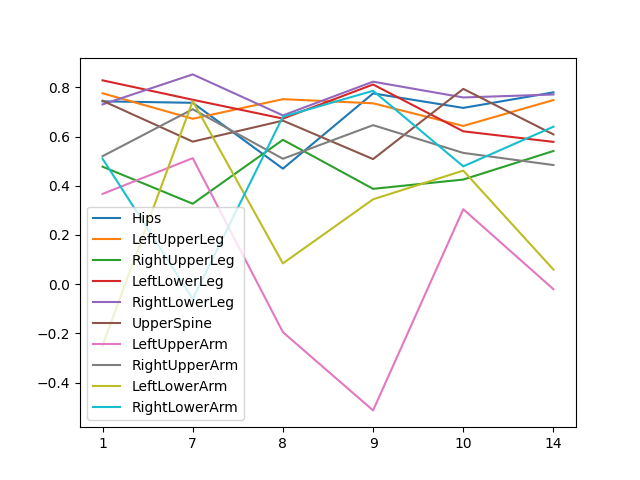 0.8
0.6
0.4
0.2
0.0
−0.2
−0.4
Hips
LeftUpperLeg
RightUpperLeg
LeftLowerLeg
RightLowerLeg
UpperSpine
LeftUpperArm
RightUpperArm
LeftLowerArm
RightLowerArm
1 7 8 9 10 14